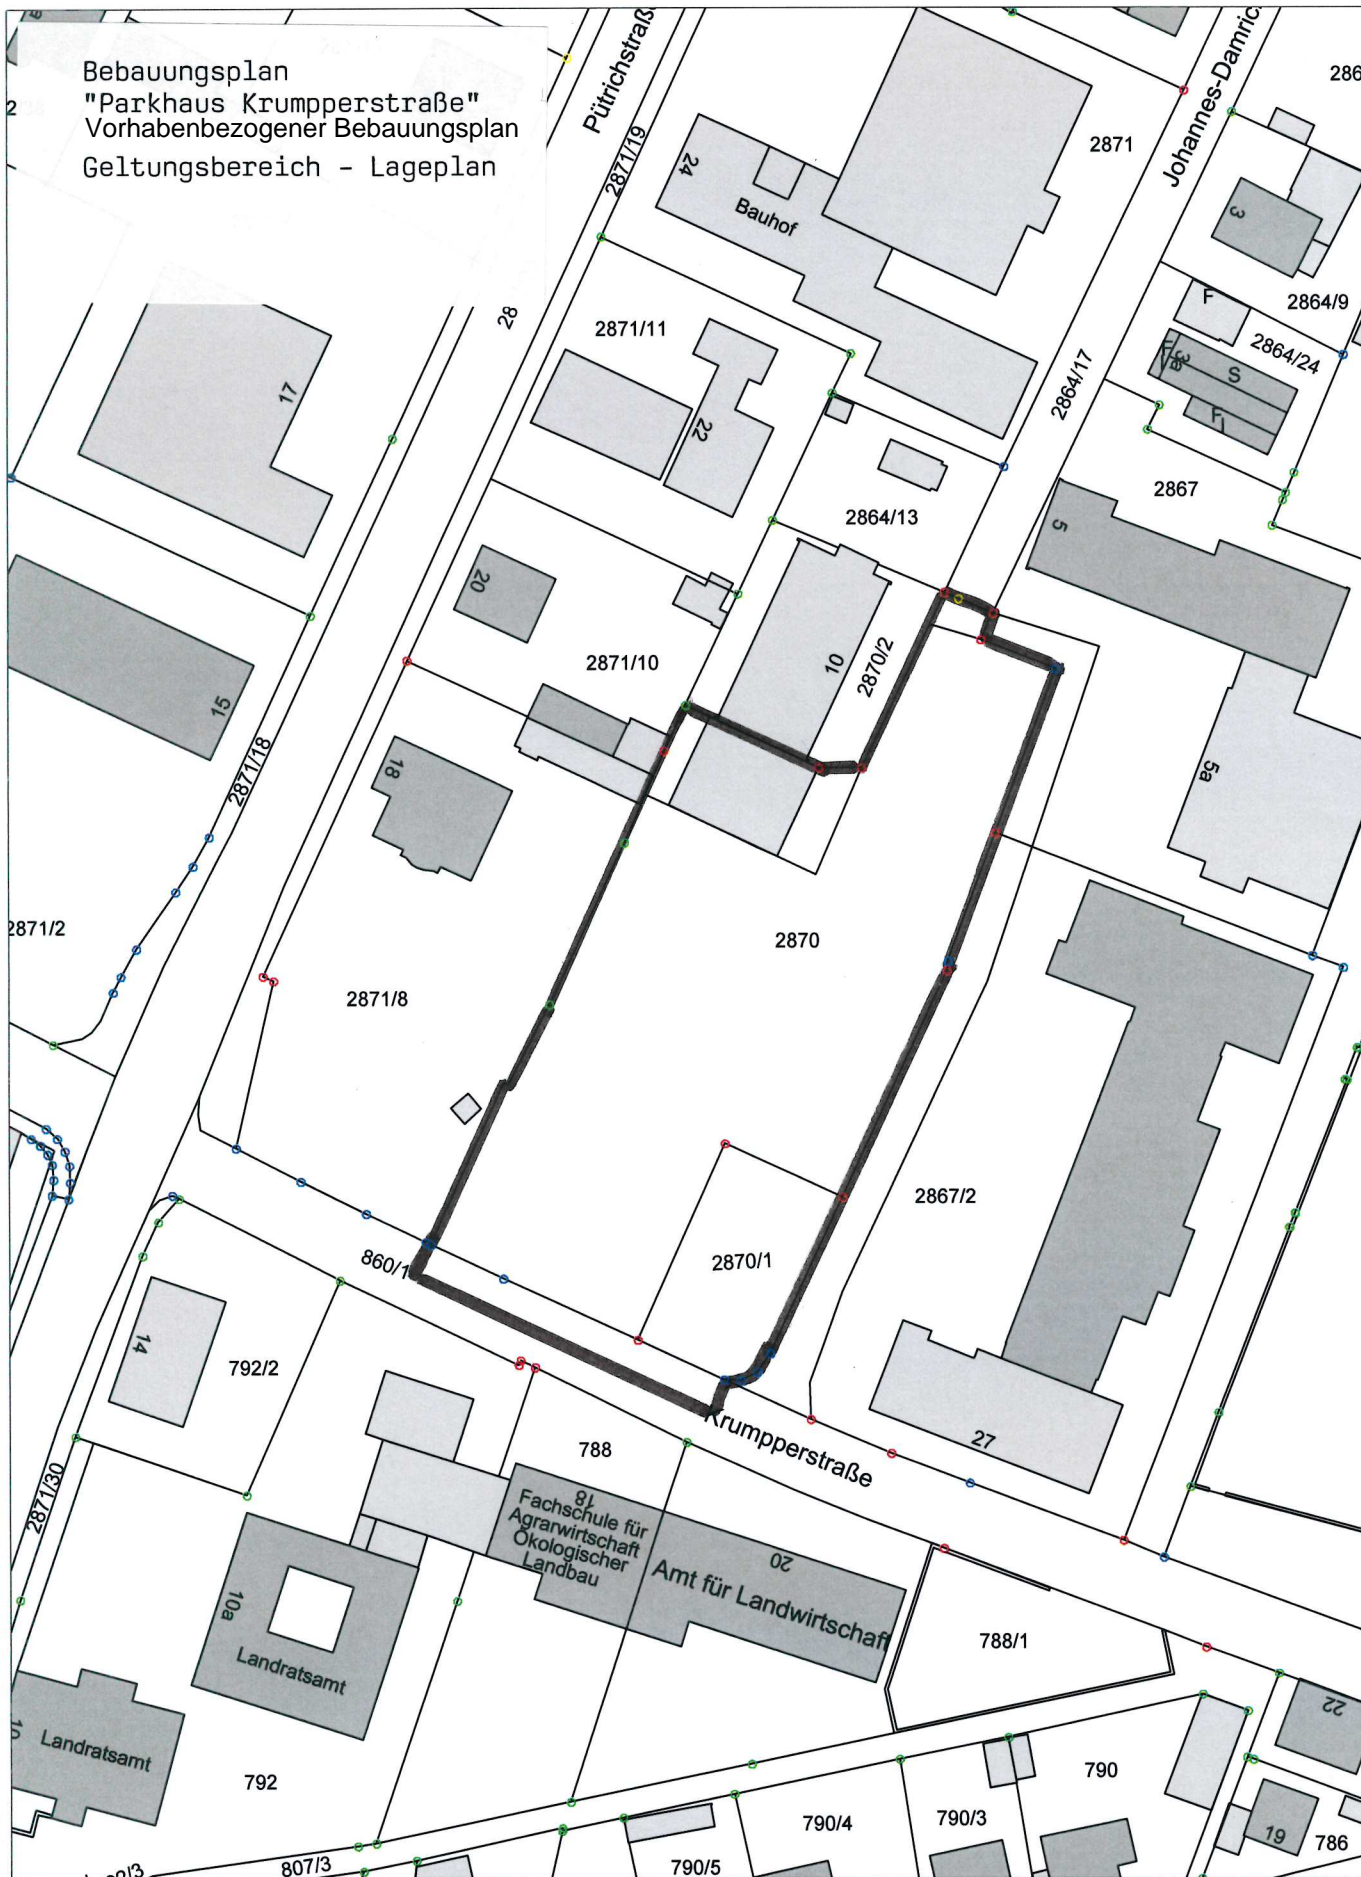 Bebauungsplan
"Parkhaus Krumpperstraße"
Vorhabenbezogener Bebauungsplan
Geltungsbereich - Lageplan
Pütrichstraß
2871/19
28
24
Bauhof
2871
Johannes-Damrich
286
3
2864/9
F
2864/24
3a
S
F
2864/17
2871/11
22
17
2864/13
2867
5
20
2871/10
10
2870/2
5a
15
2871/18
18
2871/2
2870
2871/8
2867/2
2870/1
860/1
14
792/2
Krumpperstraße
27
788
2871/30
18
Fachschule für
Agrarwirtschaft
Ökologischer
Landbau
20
Amt für Landwirtschaft
10a
Landratsamt
788/1
22
10
Landratsamt
792
790
790/4
790/3
19
786
807/3
790/5